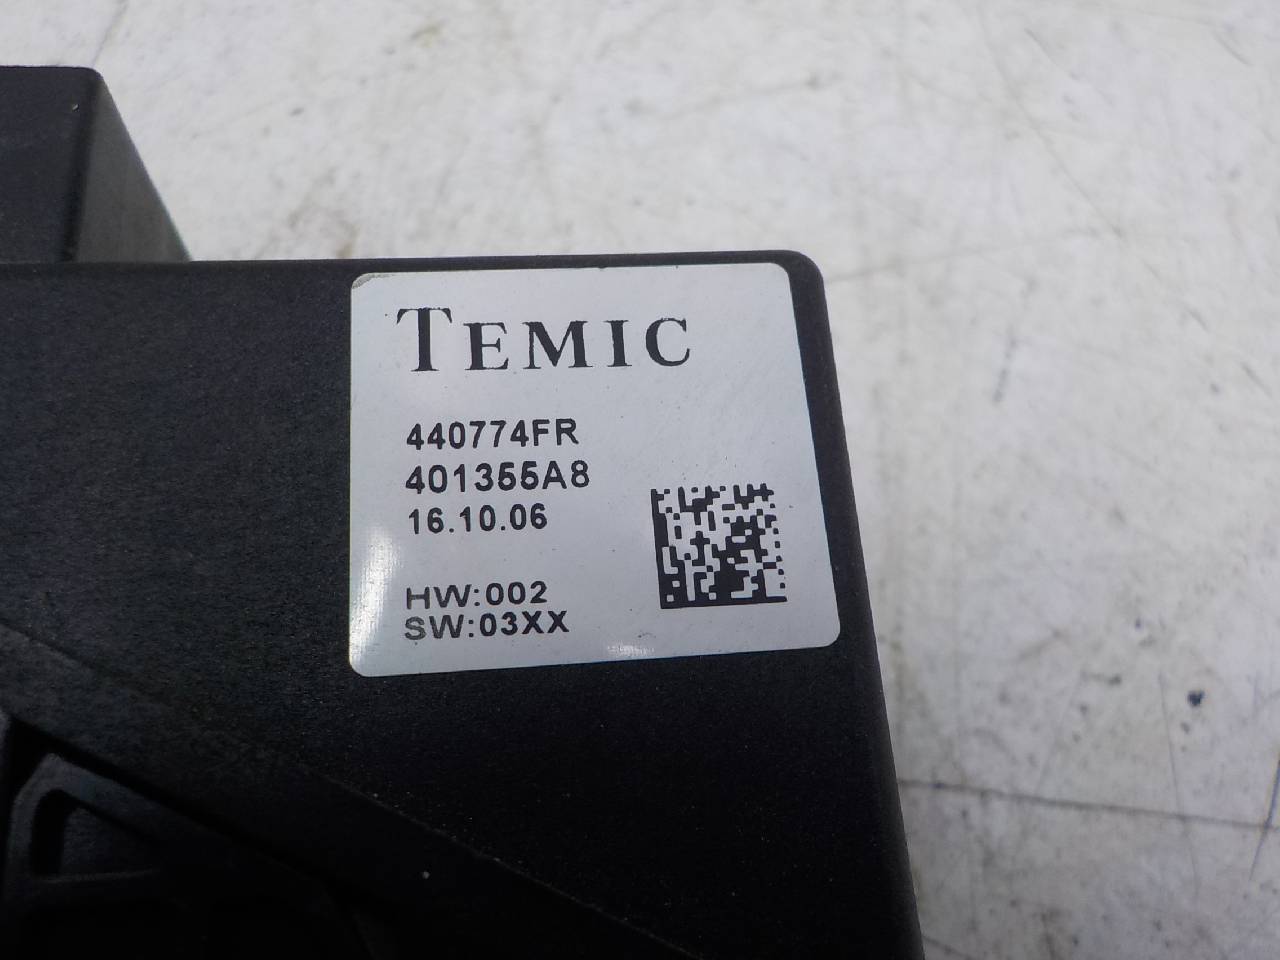 TEMIC
440774FR
401355A8
16.10.06
HW:002
SW:03XX